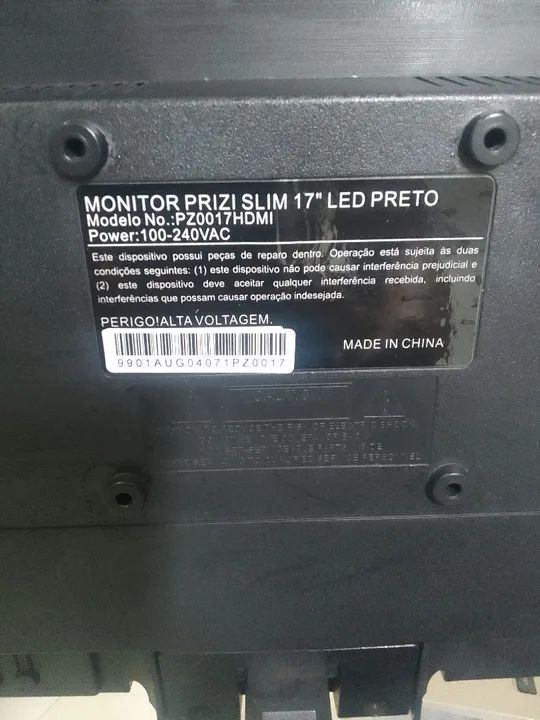 MONITOR PRIZI SLIM 17" LED PRETO
Modelo No.:PZ0017HDMI
Power:100-240VAC
Este dispositivo possui peças de reparo dentro. Operação está sujeita às duas
condições seguintes: (1) este dispositivo não pode causar interferência prejudicial e
(2) este dispositivo deve aceitar qualquer interferência recebida, incluindo
interferências que possam causar operação indesejada.
PERIGO!ALTA VOLTAGEM.
MADE IN CHINA
9901AUG04071PZ0017